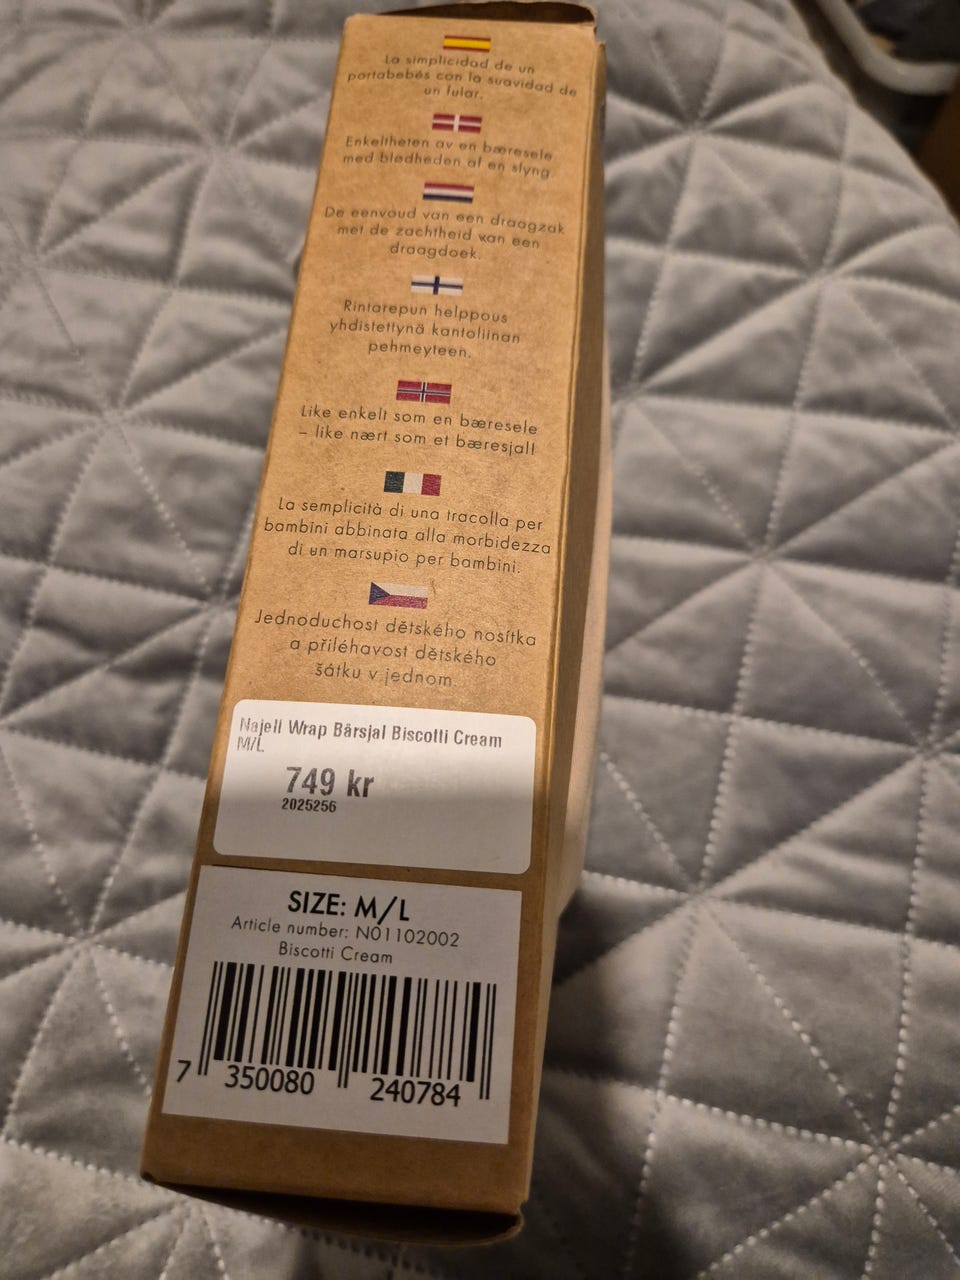 La simplicidad de un
portabebés con la suavidad de
un fular.
Enkeltheten av en bæresele
med blødheden af en slyng.
De eenvoud van een draagzak
met de zachtheid van een
draagdoek.
Rintarepun helppous
yhdistettynä kantoliinan
pehmeyteen.
Like enkelt som en bæresele
– like nært som et bæresjal!
La semplicità di una tracolla per
bambini abbinata alla morbidezza
di un marsupio per bambini.
Jednoduchost dětského nosítka
a přiléhavost dětského
šátku v jednom.
Najell Wrap Bärsjal Biscotti Cream
M/L
749 kr
2025256
SIZE: M/L
Article number: N01102002
Biscotti Cream
7 350080 240784